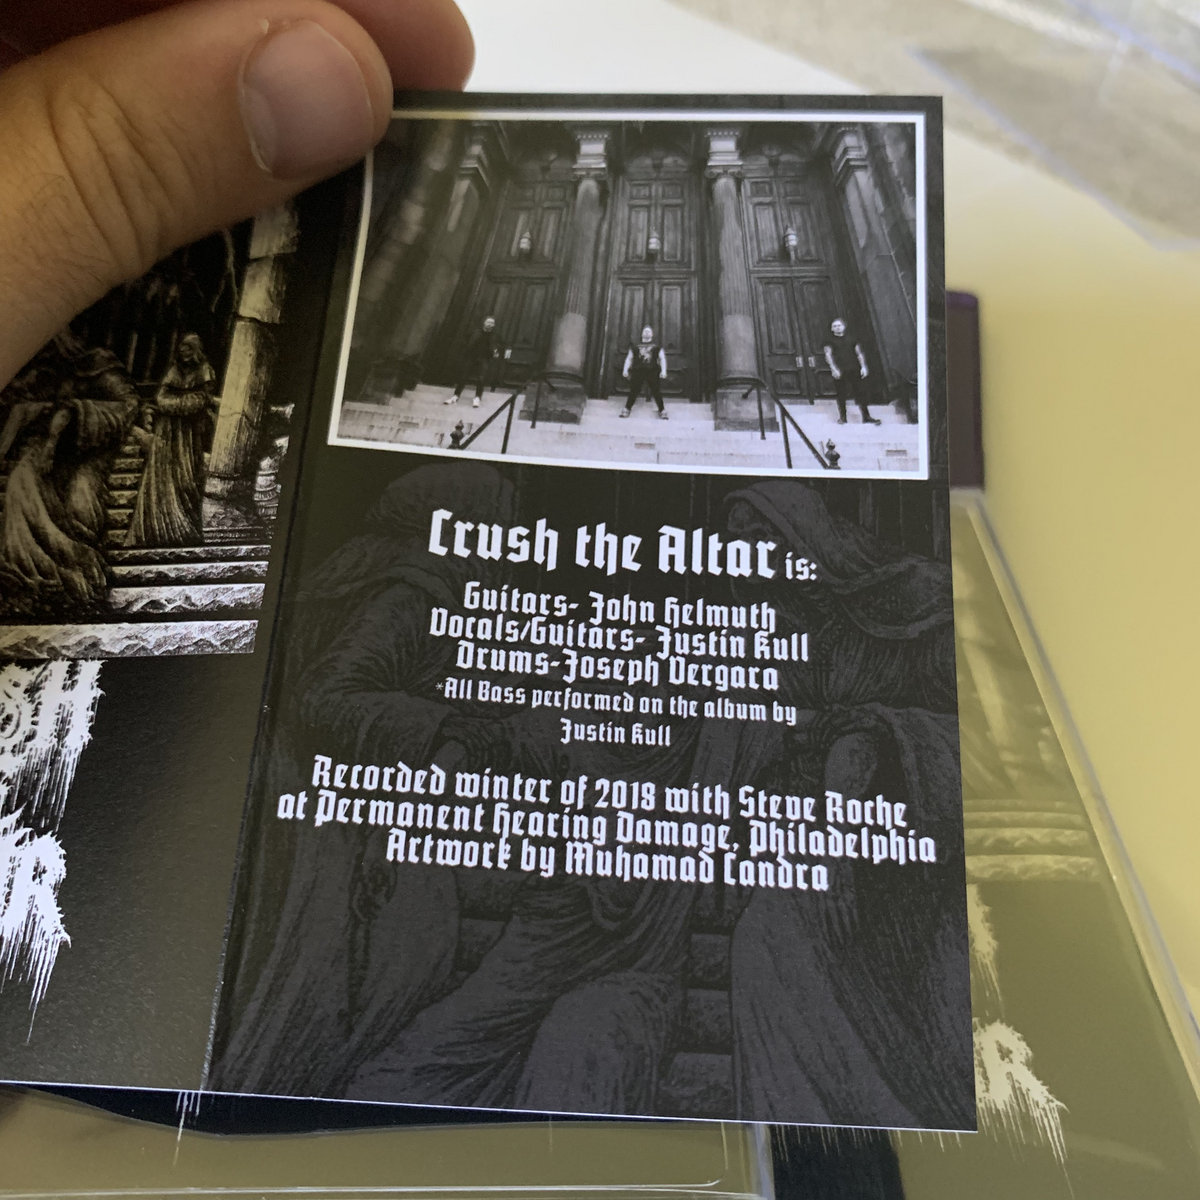 Crush the Altar is:
Guitars- John Helmuth
Vocals/Guitars- Justin Kull
Drums-Joseph Vergara
*All Bass performed on the album by
Justin Kull
Recorded winter of 2018 with Steve Roche
at Permanent Hearing Damage, Philadelphia
Artwork by Muhamad Candra